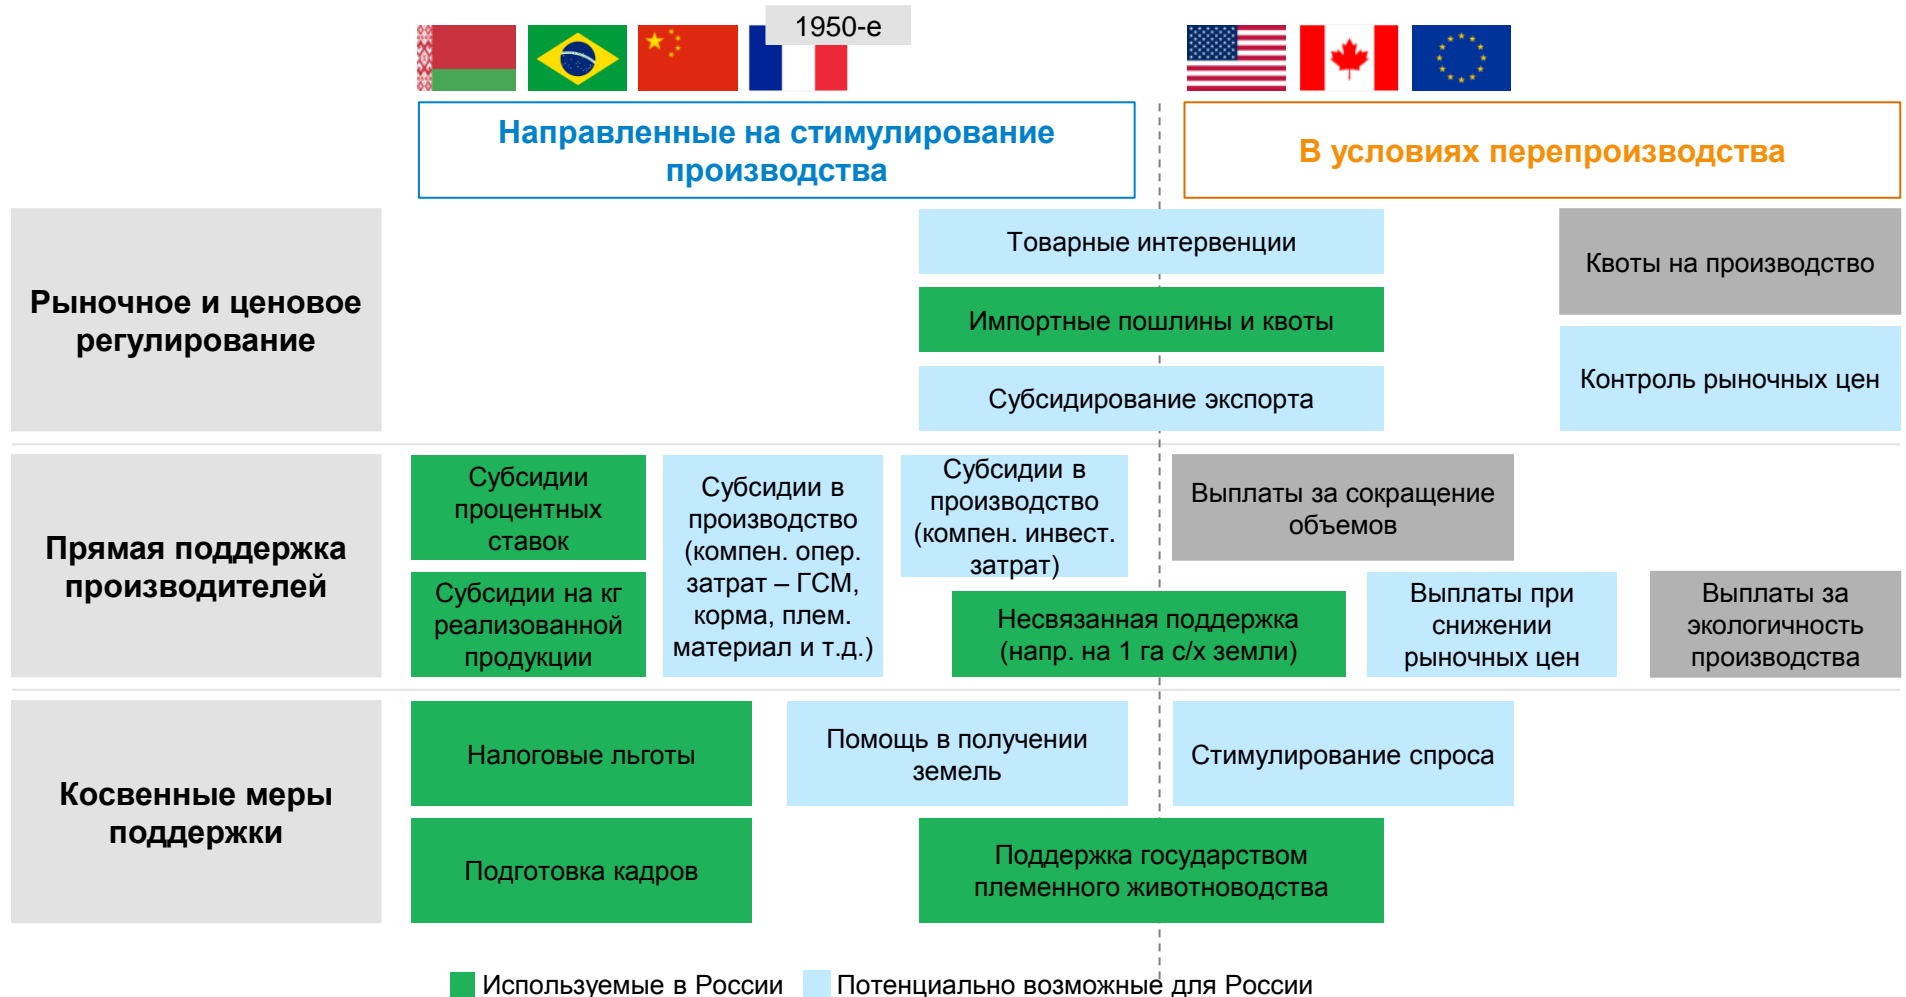 1950-е
Направленные на стимулирование
производства
В условиях перепроизводства
Рыночное и ценовое
регулирование
Товарные интервенции
Импортные пошлины и квоты
Субсидирование экспорта
Квоты на производство
Контроль рыночных цен
Прямая поддержка
производителей
Субсидии
процентных
ставок
Субсидии на кг
реализованной
продукции
Субсидии в
производство
(компен. опер.
затрат – ГСМ,
корма, плем.
материал и т.д.)
Субсидии в
производство
(компен. инвест.
затрат)
Несвязанная поддержка
(напр. на 1 га с/х земли)
Выплаты за сокращение
объемов
Выплаты при
снижении
рыночных цен
Выплаты за
экологичность
производства
Косвенные меры
поддержки
Налоговые льготы
Помощь в получении
земель
Стимулирование спроса
Подготовка кадров
Поддержка государством
племенного животноводства
Используемые в России
Потенциально возможные для России